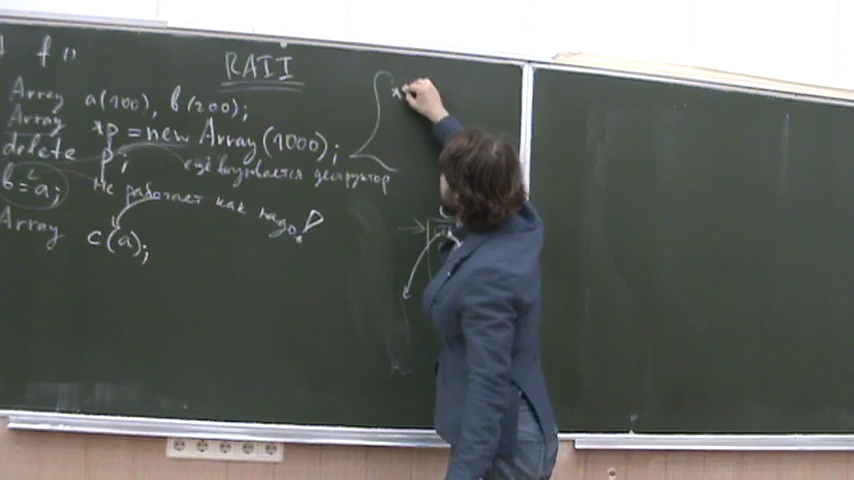 RAII
Array a(100), b(200);
Array *p = new Array(1000);
delete p; ещё вызывается деструктор
b = a; Не работает как надо!
Array c(a);